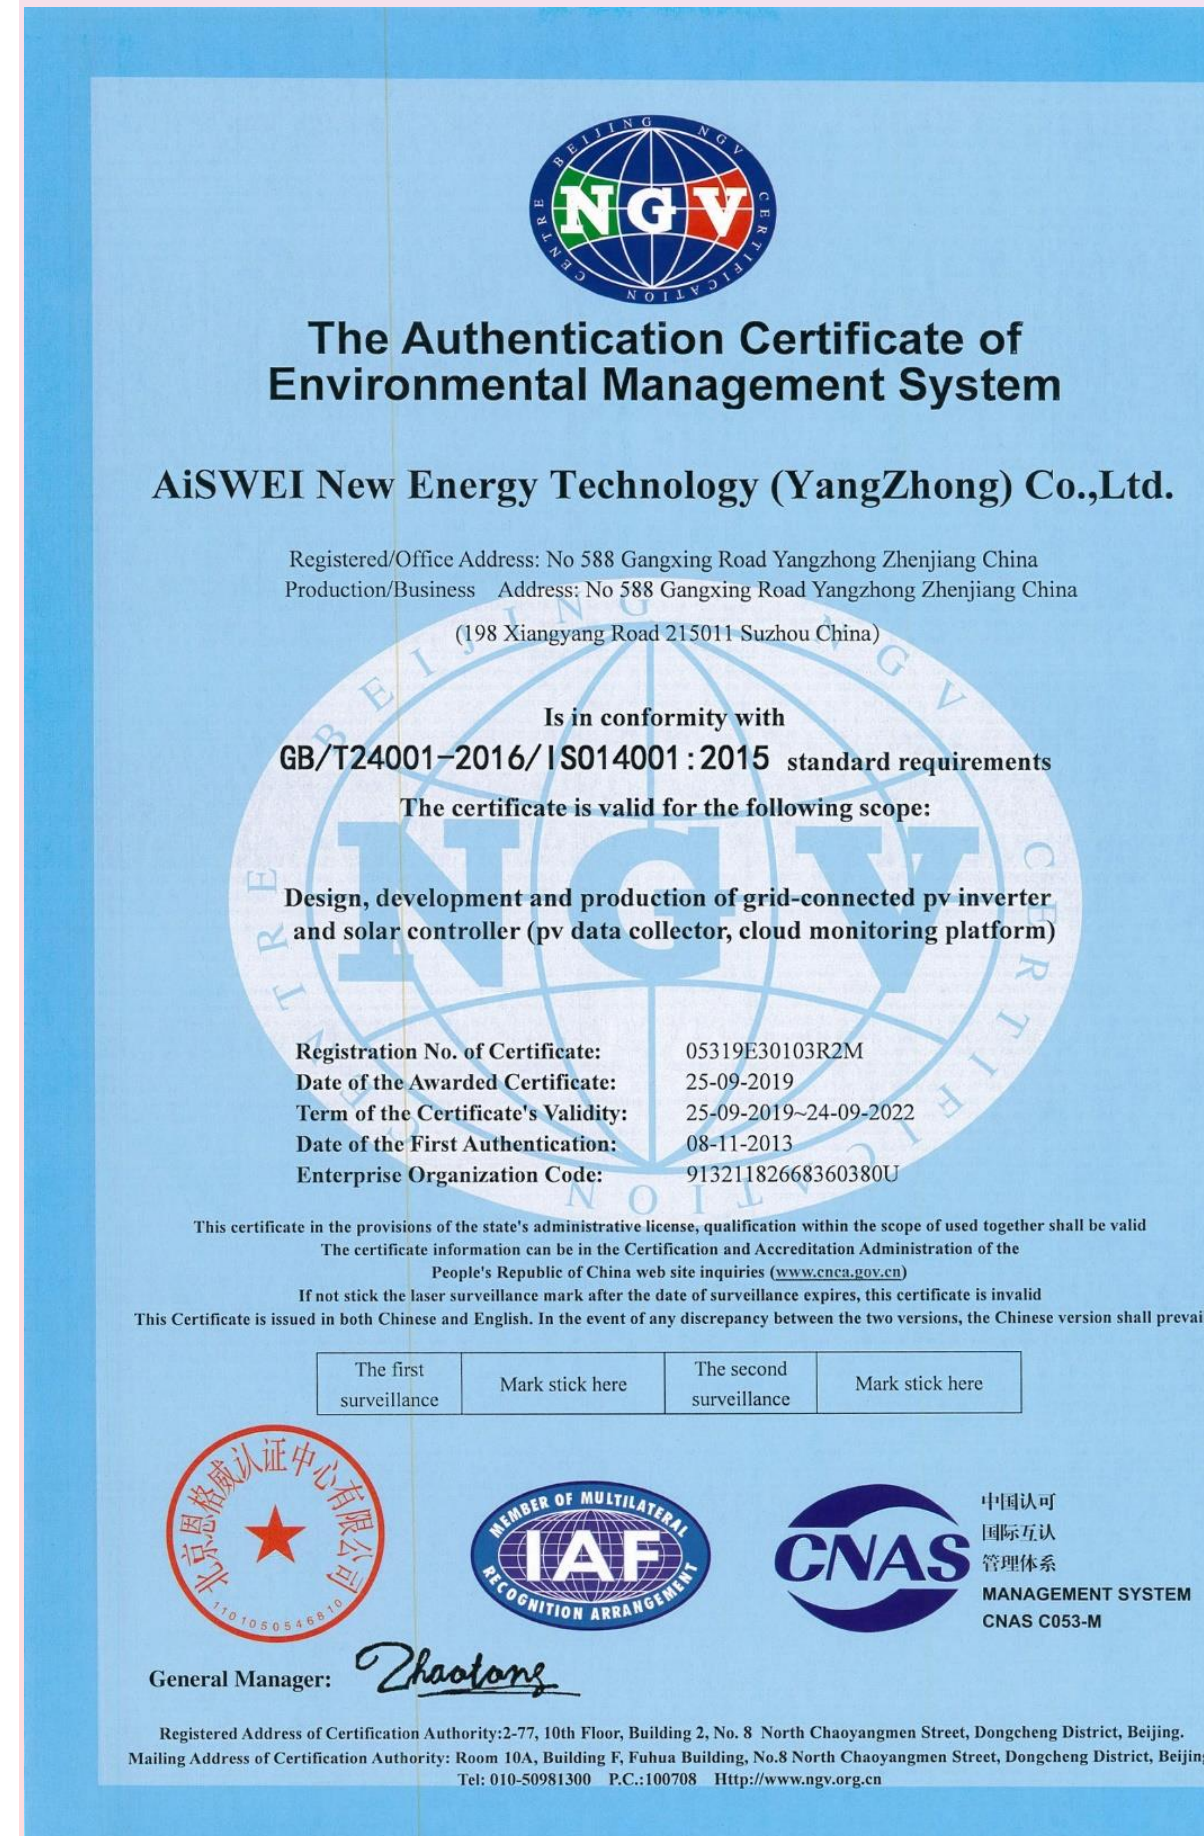 BEIJING NGV CERTIFICATION CENTRE
NGV
The Authentication Certificate of
Environmental Management System
AiSWEI New Energy Technology (YangZhong) Co.,Ltd.
Registered/Office Address: No 588 Gangxing Road Yangzhong Zhenjiang China
Production/Business Address: No 588 Gangxing Road Yangzhong Zhenjiang China
(198 Xiangyang Road 215011 Suzhou China)
BEIJING NGV CERTIFICATION CENTRE
NGV
Is in conformity with
GB/T24001-2016/ISO14001:2015 standard requirements
The certificate is valid for the following scope:
Design, development and production of grid-connected pv inverter
and solar controller (pv data collector, cloud monitoring platform)
Registration No. of Certificate: 05319E30103R2M
Date of the Awarded Certificate: 25-09-2019
Term of the Certificate's Validity: 25-09-2019~24-09-2022
Date of the First Authentication: 08-11-2013
Enterprise Organization Code: 91321182668360380U
This certificate in the provisions of the state's administrative license, qualification within the scope of used together shall be valid
The certificate information can be in the Certification and Accreditation Administration of the
People's Republic of China web site inquiries (www.cnca.gov.cn)
If not stick the laser surveillance mark after the date of surveillance expires, this certificate is invalid
This Certificate is issued in both Chinese and English. In the event of any discrepancy between the two versions, the Chinese version shall prevai
The first surveillance Mark stick here The second surveillance Mark stick here
北京恩格威认证中心有限公司
1101050546810
MEMBER OF MULTILATERAL
IAF
RECOGNITION ARRANGEMENT
CNAS
中国认可
国际互认
管理体系
MANAGEMENT SYSTEM
CNAS C053-M
General Manager: Zhaotong
Registered Address of Certification Authority:2-77, 10th Floor, Building 2, No. 8 North Chaoyangmen Street, Dongcheng District, Beijing.
Mailing Address of Certification Authority: Room 10A, Building F, Fuhua Building, No.8 North Chaoyangmen Street, Dongcheng District, Beijin
Tel: 010-50981300 P.C.:100708 Http://www.ngv.org.cn